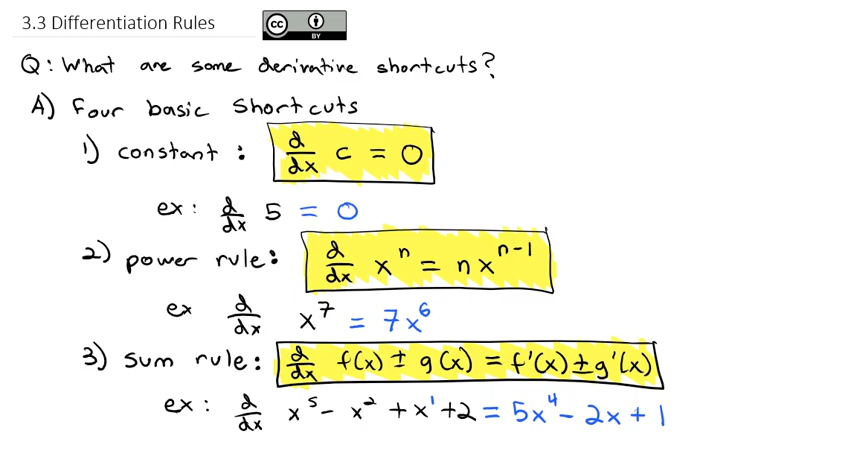 3.3 Differentiation Rules
cc BY
Q: What are some derivative shortcuts?
A) Four basic shortcuts
1) constant: d/dx c = 0
ex: d/dx 5 = 0
2) power rule: d/dx x^n = nx^(n-1)
ex d/dx x^7 = 7x^6
3) sum rule: d/dx f(x) ± g(x) = f'(x) ± g'(x)
ex: d/dx x^5 - x^2 + x^1 + 2 = 5x^4 - 2x + 1